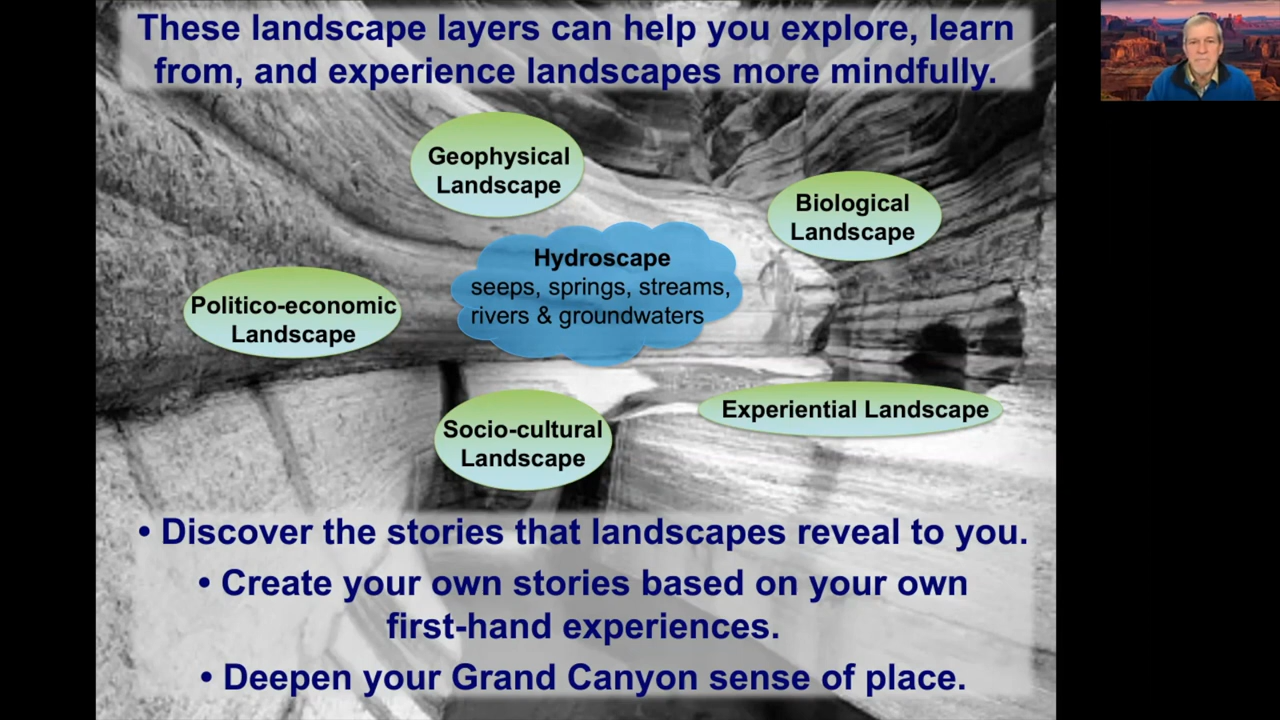 These landscape layers can help you explore, learn
from, and experience landscapes more mindfully.
Geophysical
Landscape
Biological
Landscape
Hydroscape
seeps, springs, streams,
rivers & groundwaters
Politico-economic
Landscape
Experiential Landscape
Socio-cultural
Landscape
• Discover the stories that landscapes reveal to you.
• Create your own stories based on your own
first-hand experiences.
• Deepen your Grand Canyon sense of place.